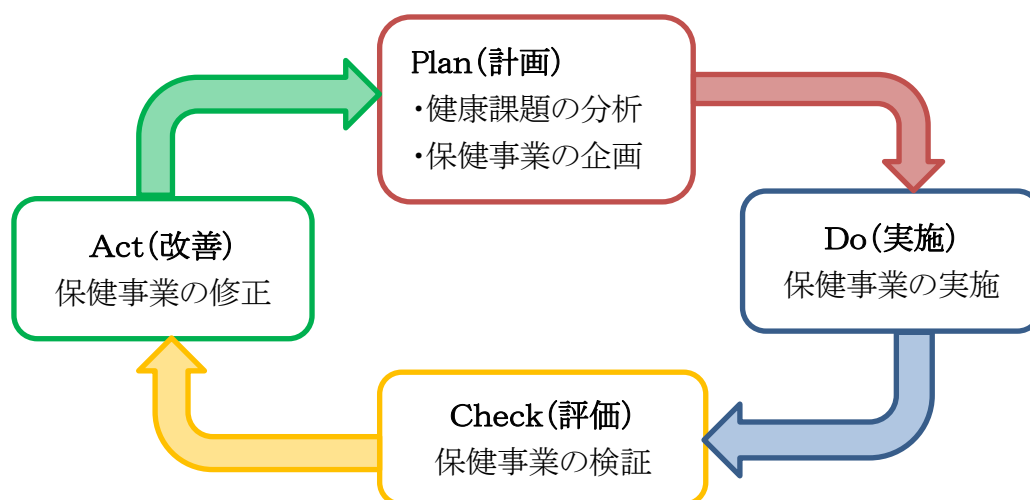 Plan(計画)
・健康課題の分析
・保健事業の企画
Act(改善)
保健事業の修正
Do(実施)
保健事業の実施
Check(評価)
保健事業の検証